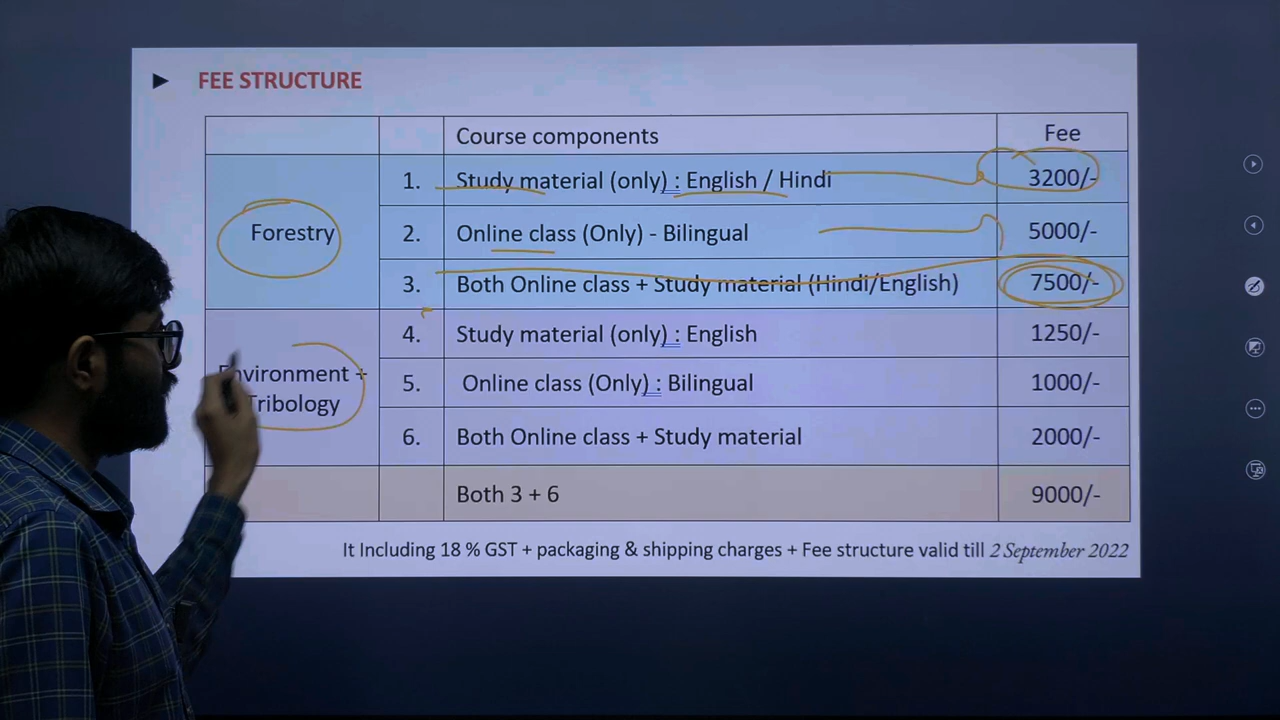 FEE STRUCTURE
Course components Fee
1. Study material (only) : English / Hindi 3200/-
Forestry 2. Online class (Only) - Bilingual 5000/-
3. Both Online class + Study material (Hindi/English) 7500/-
4. Study material (only) : English 1250/-
Environment +
Tribology
5. Online class (Only) : Bilingual 1000/-
6. Both Online class + Study material 2000/-
Both 3 + 6 9000/-
It Including 18 % GST + packaging & shipping charges + Fee structure valid till 2 September 2022